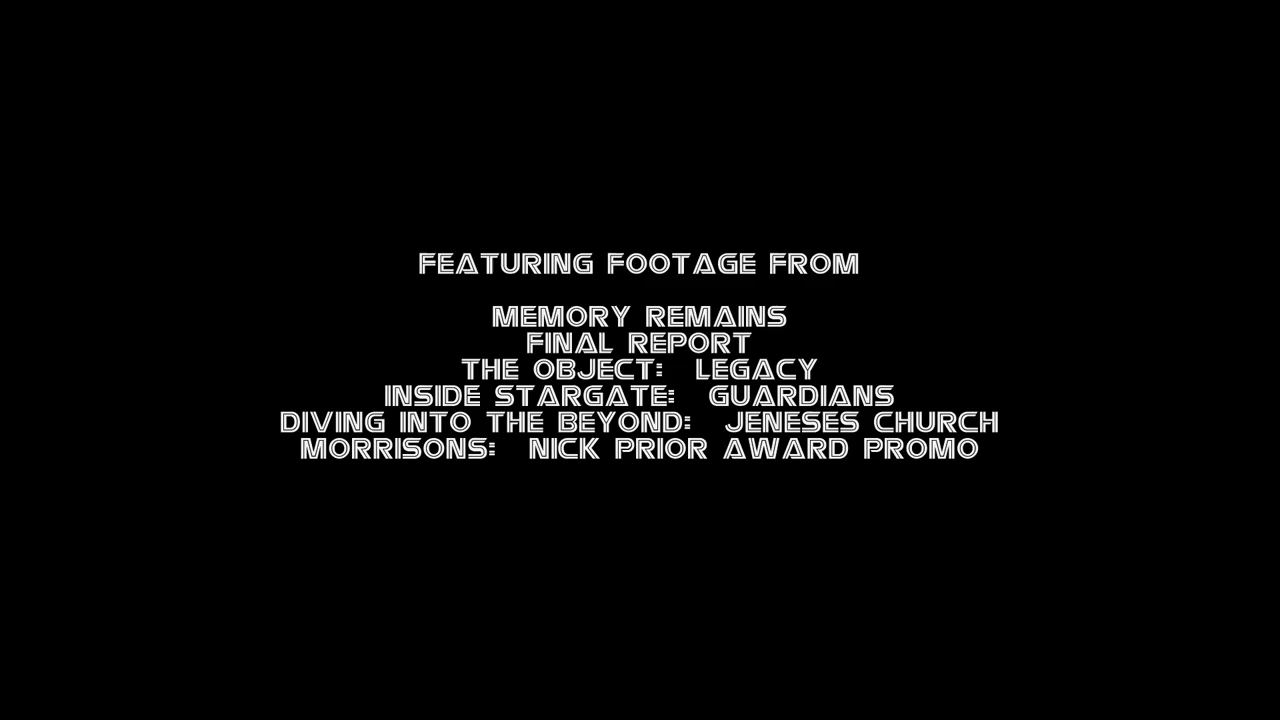 FEATURING FOOTAGE FROM
MEMORY REMAINS
FINAL REPORT
THE OBJECT: LEGACY
INSIDE STARGATE: GUARDIANS
DIVING INTO THE BEYOND: JENESES CHURCH
MORRISONS: NICK PRIOR AWARD PROMO